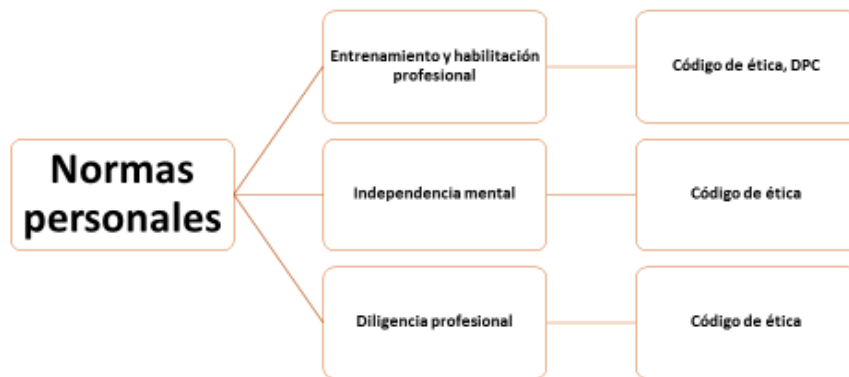 Entrenamiento y habilitación
profesional
Código de ética, DPC
Normas
personales
Independencia mental
Código de ética
Diligencia profesional
Código de ética